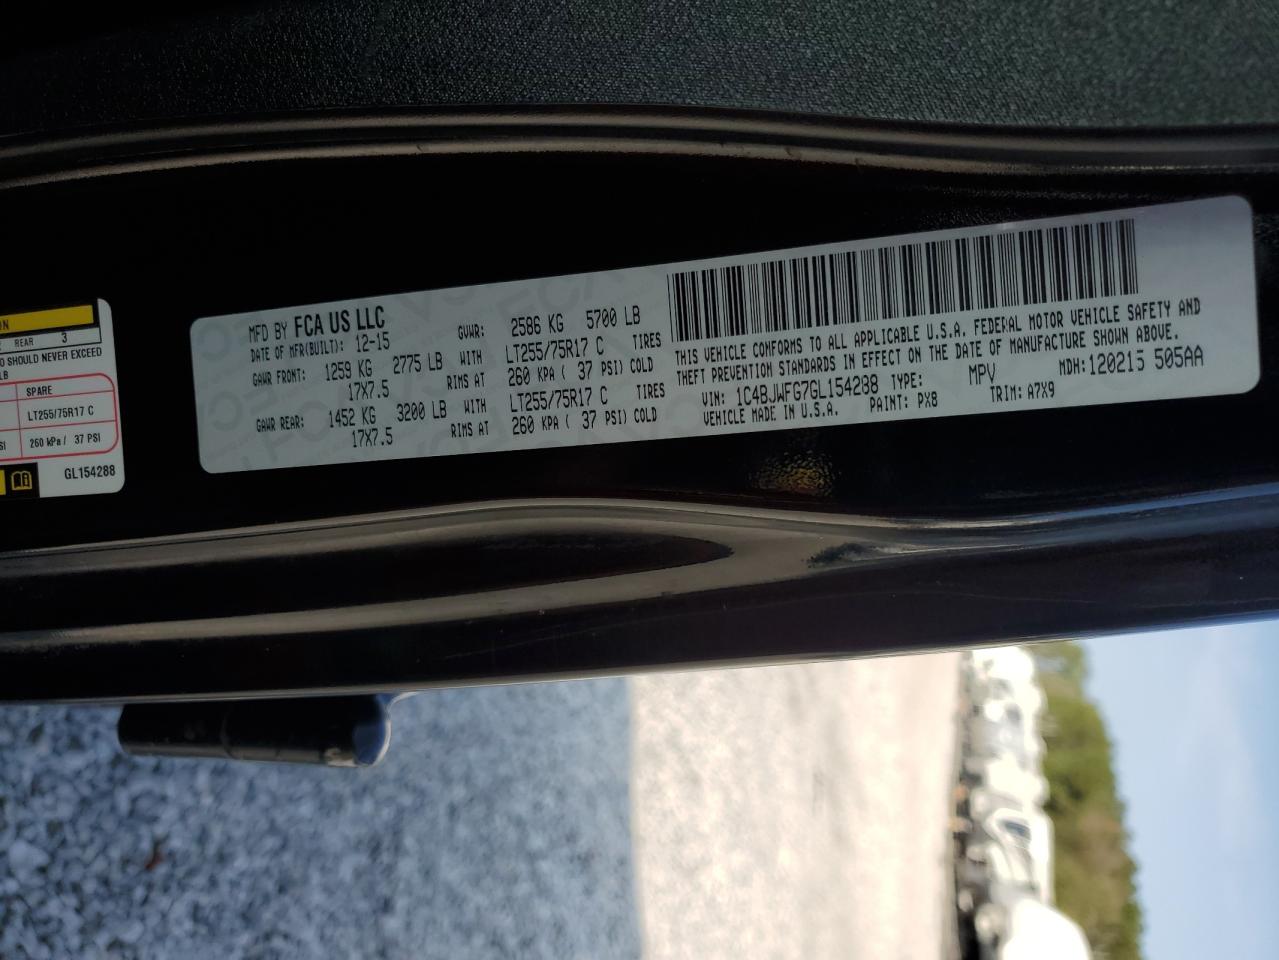 ON
REAR 3
O SHOULD NEVER EXCEED
LB
SPARE
LT255/75R17 C
SI 260 kPa / 37 PSI
GL154288
MFD BY FCA US LLC
DATE OF MFR(BUILT): 12-15 GVWR: 2586 KG 5700 LB
GAWR FRONT: 1259 KG 2775 LB WITH LT255/75R17 C TIRES
17X7.5 RIMS AT 260 KPA ( 37 PSI) COLD
GAWR REAR: 1452 KG 3200 LB WITH LT255/75R17 C TIRES
17X7.5 RIMS AT 260 KPA ( 37 PSI) COLD
THIS VEHICLE CONFORMS TO ALL APPLICABLE U.S.A. FEDERAL MOTOR VEHICLE SAFETY AND
THEFT PREVENTION STANDARDS IN EFFECT ON THE DATE OF MANUFACTURE SHOWN ABOVE.
VIN: 1C4BJWFG7GL154288 TYPE: MPV MDH: 120215 505AA
VEHICLE MADE IN U.S.A. PAINT: PX8 TRIM: A7X9